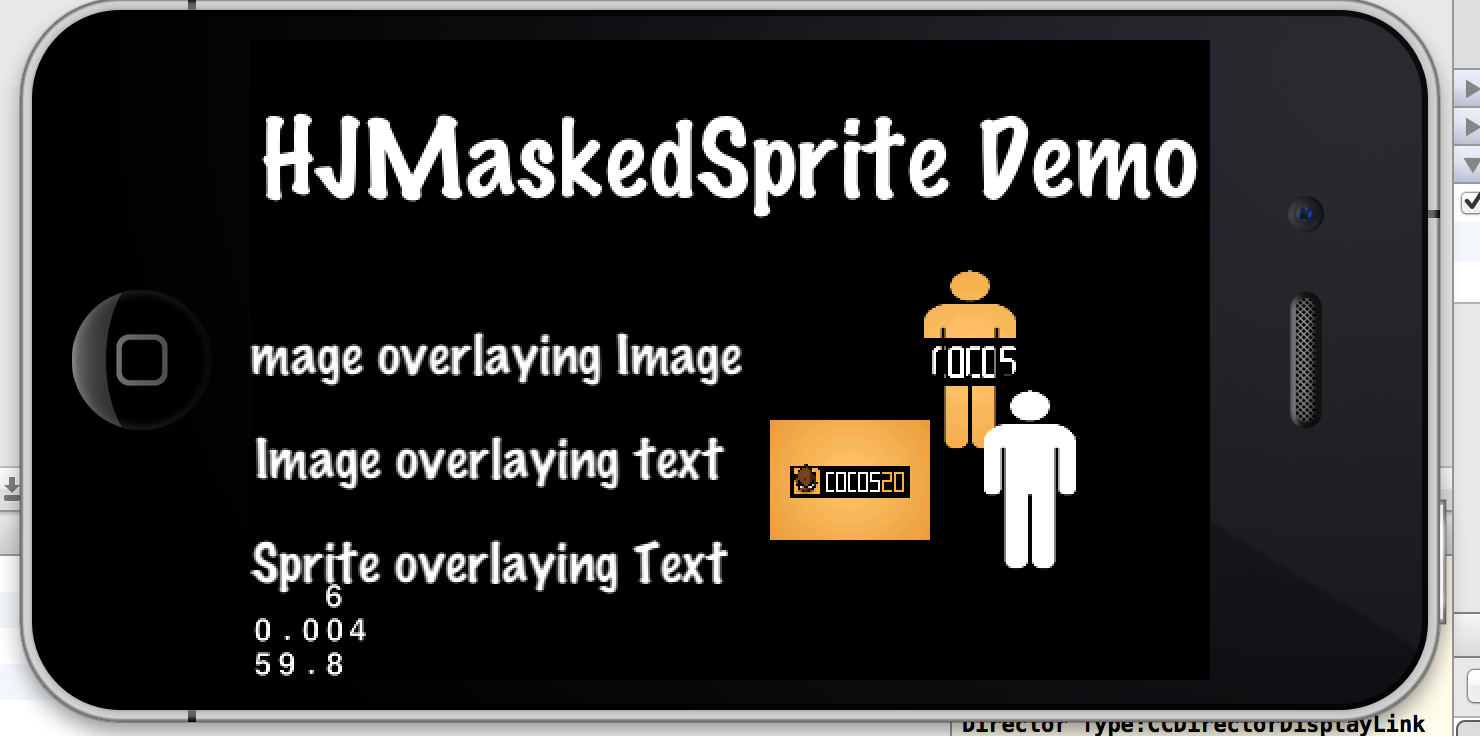 HJMaskedSprite Demo
mage overlaying Image
COCOS
Image overlaying text
COCOS2D
Sprite overlaying Text
6
0.004
59.8
Director Type:CCDirectorDisplayLink